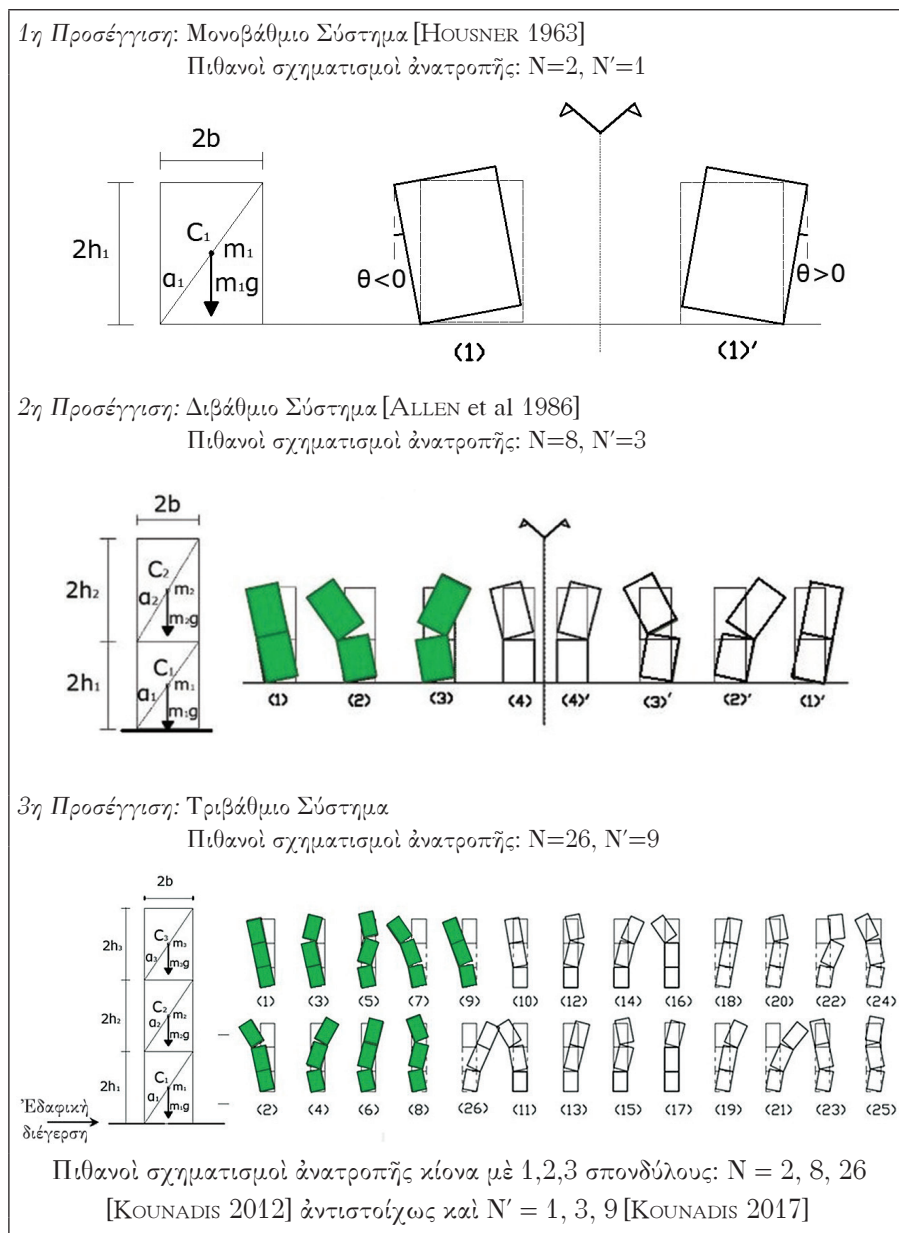 1η Προσέγγιση: Μονοβάθμιο Σύστημα [HOUSNER 1963]
Πιθανοὶ σχηματισμοὶ ἀνατροπῆς: N=2, N′=1
2b
2h₁
C₁
m₁
a₁
m₁g
θ<0
θ>0
(1)
(1)′
2η Προσέγγιση: Διβάθμιο Σύστημα [ALLEN et al 1986]
Πιθανοὶ σχηματισμοὶ ἀνατροπῆς: N=8, N′=3
2b
2h₂
C₂
a₂
m₂
m₂g
2h₁
C₁
a₁
m₁
m₁g
(1)
(2)
(3)
(4)
(4)′
(3)′
(2)′
(1)′
3η Προσέγγιση: Τριβάθμιο Σύστημα
Πιθανοὶ σχηματισμοὶ ἀνατροπῆς: N=26, N′=9
2b
2h₃
C₃
a₃
m₃
m₃g
(1) (3) (5) (7) (9) (10) (12) (14) (16) (18) (20) (22) (24)
2h₂
C₂
a₂
m₂
m₂g
2h₁
C₁
a₁
m₁
m₁g
(2) (4) (6) (8) (26) (11) (13) (15) (17) (19) (21) (23) (25)
Ἐδαφικὴ
διέγερση
Πιθανοὶ σχηματισμοὶ ἀνατροπῆς κίονα μὲ 1,2,3 σπονδύλους: N = 2, 8, 26
[KOUNADIS 2012] ἀντιστοίχως καὶ N′ = 1, 3, 9 [KOUNADIS 2017]